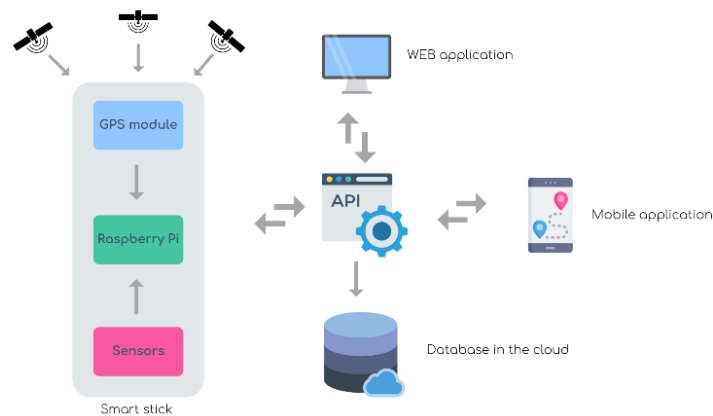 WEB application
GPS module
API
Mobile application
Raspberry Pi
Sensors
Database in the cloud
Smart stick